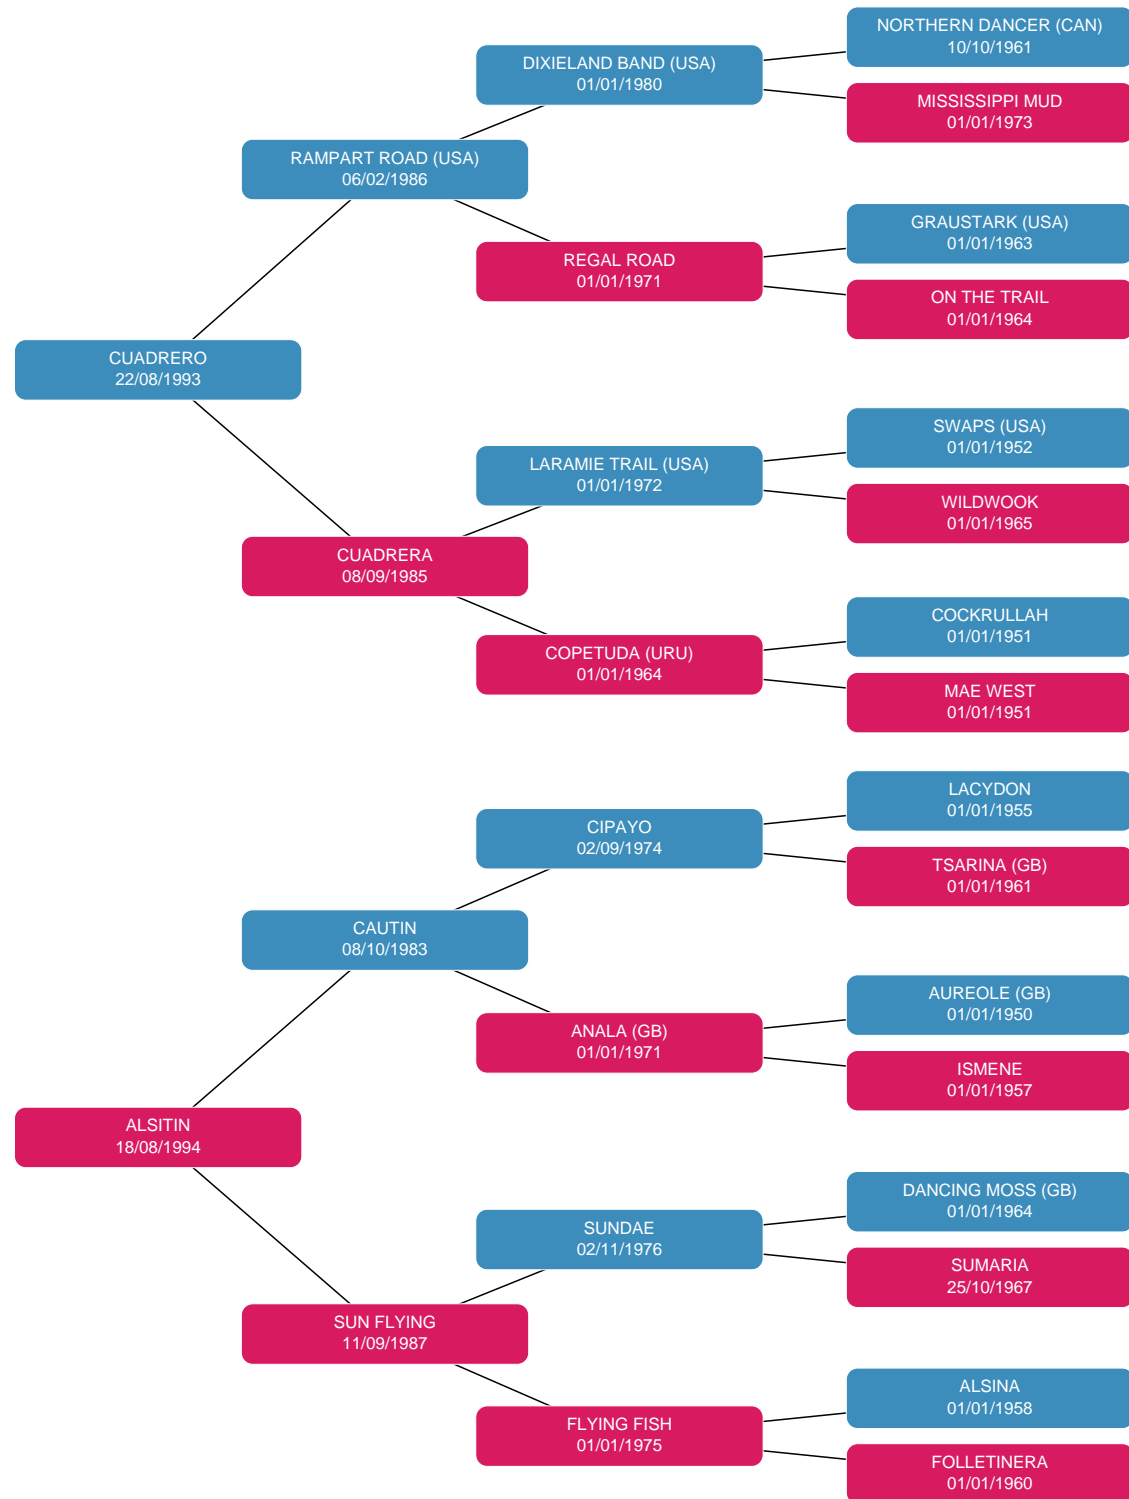 NORTHERN DANCER (CAN)
10/10/1961
DIXIELAND BAND (USA)
01/01/1980
MISSISSIPPI MUD
01/01/1973
RAMPART ROAD (USA)
06/02/1986
GRAUSTARK (USA)
01/01/1963
REGAL ROAD
01/01/1971
ON THE TRAIL
01/01/1964
CUADRERO
22/08/1993
SWAPS (USA)
01/01/1952
LARAMIE TRAIL (USA)
01/01/1972
WILDWOOK
01/01/1965
CUADRERA
08/09/1985
COCKRULLAH
01/01/1951
COPETUDA (URU)
01/01/1964
MAE WEST
01/01/1951
LACYDON
01/01/1955
CIPAYO
02/09/1974
TSARINA (GB)
01/01/1961
CAUTIN
08/10/1983
AUREOLE (GB)
01/01/1950
ANALA (GB)
01/01/1971
ISMENE
01/01/1957
ALSITIN
18/08/1994
DANCING MOSS (GB)
01/01/1964
SUNDAE
02/11/1976
SUMARIA
25/10/1967
SUN FLYING
11/09/1987
ALSINA
01/01/1958
FLYING FISH
01/01/1975
FOLLETINERA
01/01/1960